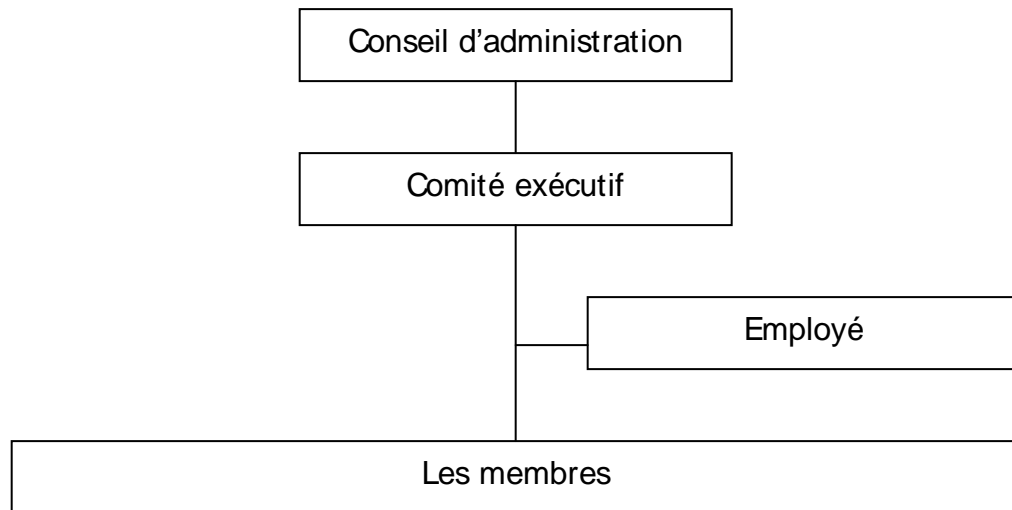 Conseil d'administration
Comité exécutif
Employé
Les membres